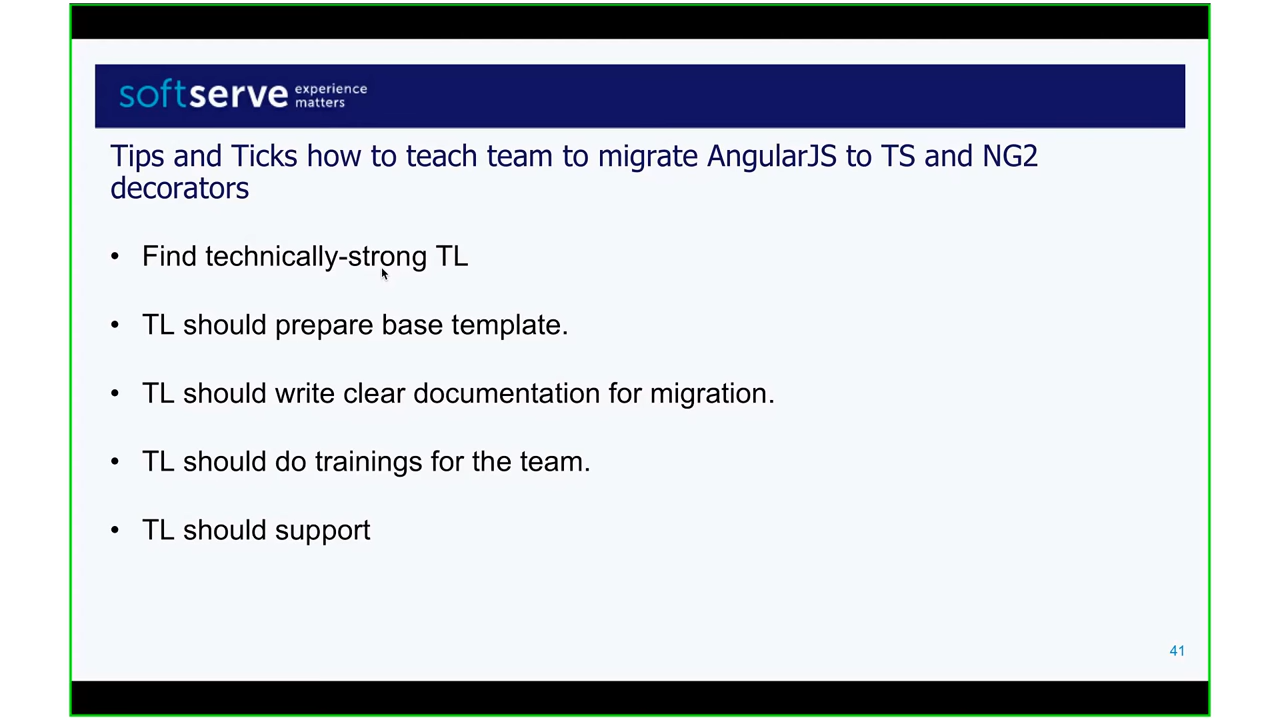 softserve experience matters
Tips and Ticks how to teach team to migrate AngularJS to TS and NG2
decorators
• Find technically-strong TL
• TL should prepare base template.
• TL should write clear documentation for migration.
• TL should do trainings for the team.
• TL should support
41